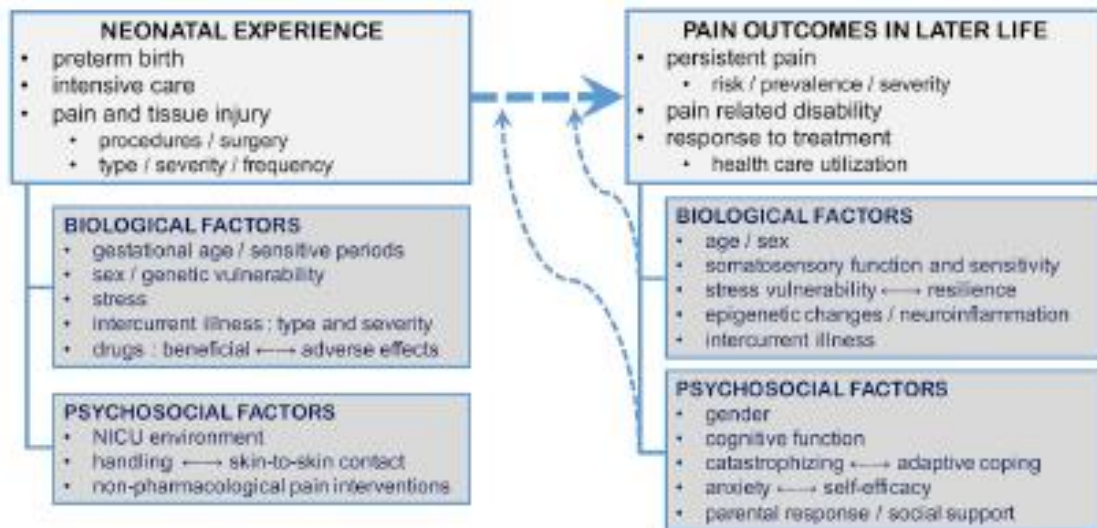 NEONATAL EXPERIENCE
• preterm birth
• intensive care
• pain and tissue injury
• procedures / surgery
• type / severity / frequency
BIOLOGICAL FACTORS
• gestational age / sensitive periods
• sex / genetic vulnerability
• stress
• intercurrent illness : type and severity
• drugs : beneficial ←→ adverse effects
PSYCHOSOCIAL FACTORS
• NICU environment
• handling ←→ skin-to-skin contact
• non-pharmacological pain interventions
PAIN OUTCOMES IN LATER LIFE
• persistent pain
• risk / prevalence / severity
• pain related disability
• response to treatment
• health care utilization
BIOLOGICAL FACTORS
• age / sex
• somatosensory function and sensitivity
• stress vulnerability ←→ resilience
• epigenetic changes / neuroinflammation
• intercurrent illness
PSYCHOSOCIAL FACTORS
• gender
• cognitive function
• catastrophizing ←→ adaptive coping
• anxiety ←→ self-efficacy
• parental response / social support